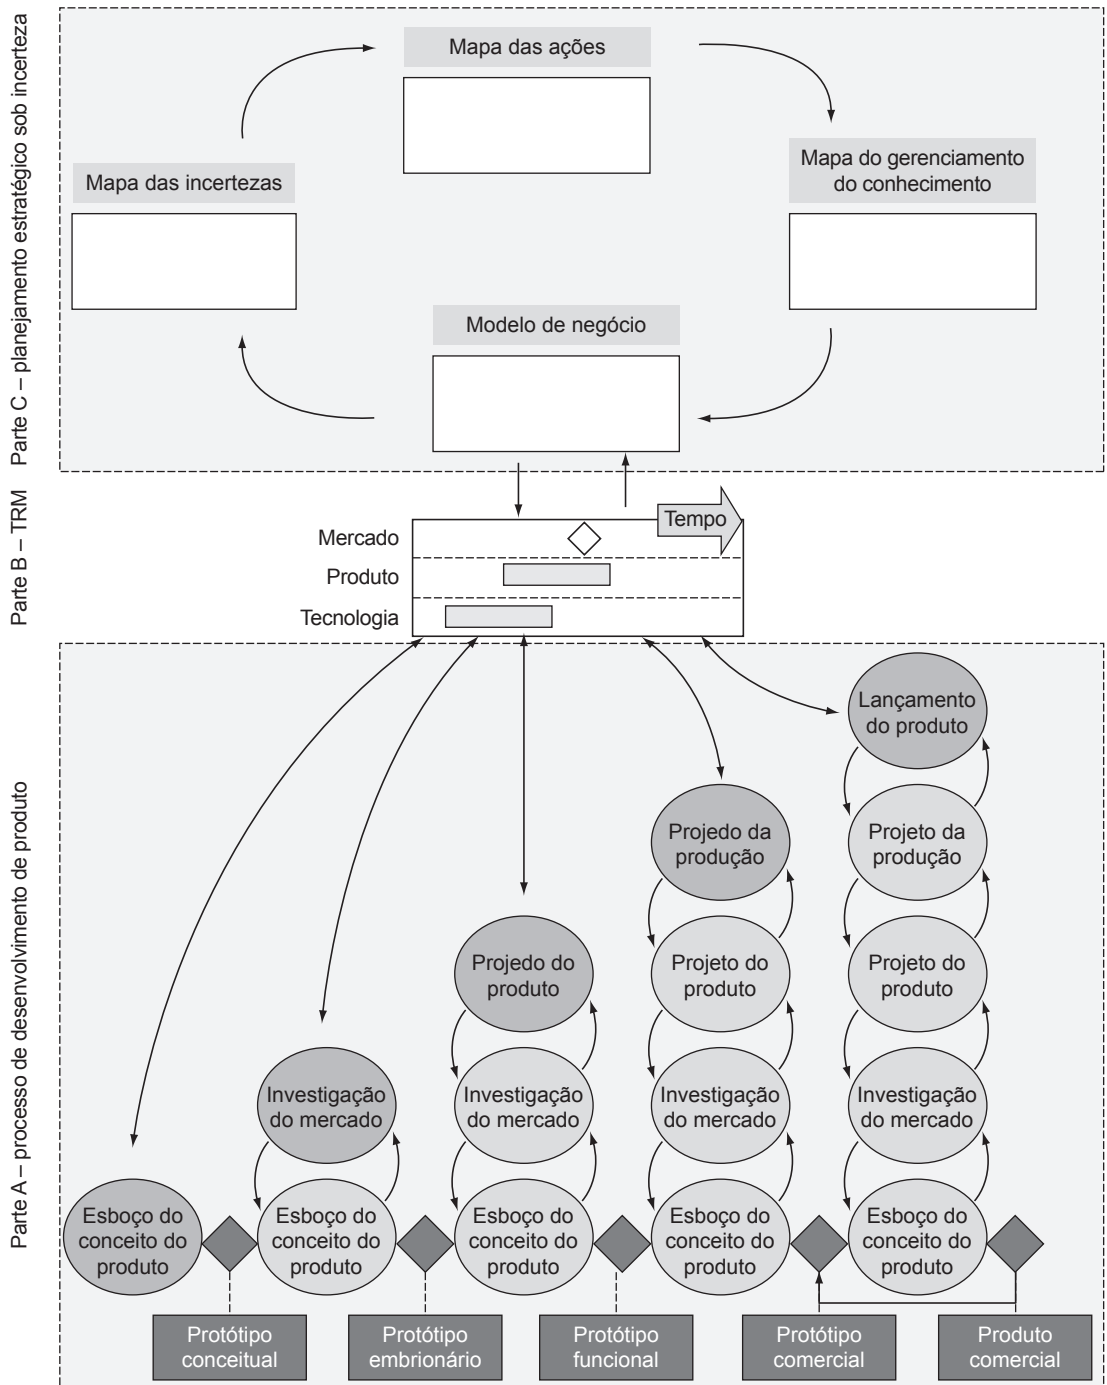 Parte C – planejamento estratégico sob incerteza
Mapa das ações
Mapa das incertezas
Mapa do gerenciamento
do conhecimento
Modelo de negócio
Parte B – TRM
Tempo
Mercado
Produto
Tecnologia
Parte A – processo de desenvolvimento de produto
Lançamento
do produto
Projedo da
produção
Projeto da
produção
Projedo do
produto
Projeto do
produto
Projeto do
produto
Investigação
do mercado
Investigação
do mercado
Investigação
do mercado
Investigação
do mercado
Esboço do
conceito do
produto
Esboço do
conceito do
produto
Esboço do
conceito do
produto
Esboço do
conceito do
produto
Esboço do
conceito do
produto
Protótipo
conceitual
Protótipo
embrionário
Protótipo
funcional
Protótipo
comercial
Produto
comercial